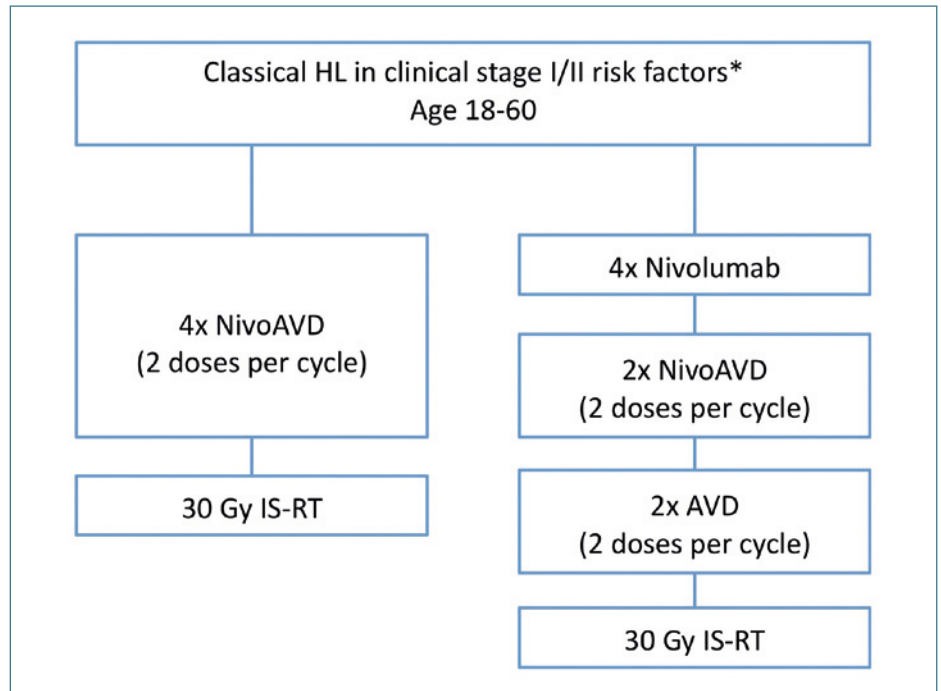 Classical HL in clinical stage I/II risk factors*
Age 18-60
4x NivoAVD
(2 doses per cycle)
30 Gy IS-RT
4x Nivolumab
2x NivoAVD
(2 doses per cycle)
2x AVD
(2 doses per cycle)
30 Gy IS-RT